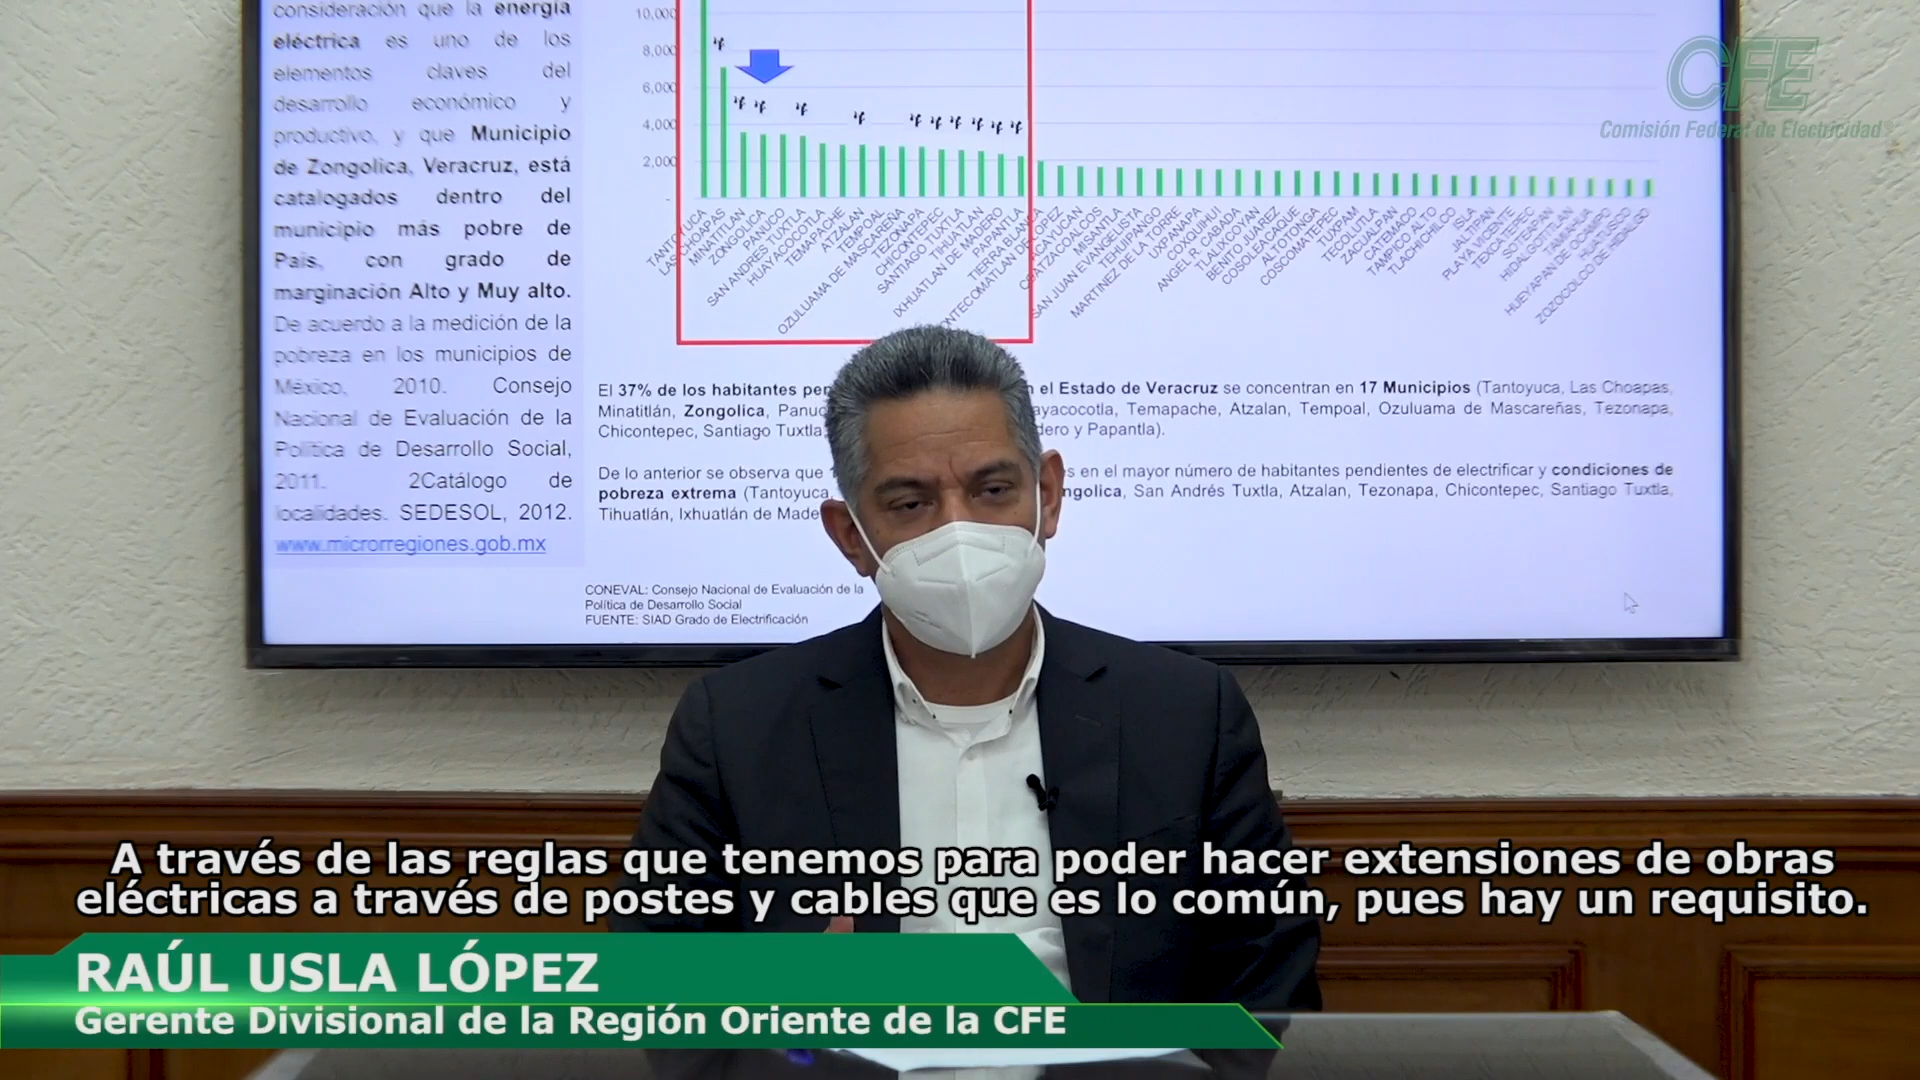 consideración que la energía
eléctrica es uno de los
elementos claves del
desarrollo económico y
productivo, y que Municipio
de Zongolica, Veracruz, está
catalogados dentro del
municipio más pobre de
Pais, con grado de
marginación Alto y Muy alto.
De acuerdo a la medición de la
pobreza en los municipios de
México, 2010. Consejo
Nacional de Evaluación de la
Política de Desarrollo Social,
2011. 2Catálogo de
localidades. SEDESOL, 2012.
www.microrregiones.gob.mx
10,000
8,000
6,000
4,000
2,000
-
TANTOYUCA
LAS CHOAPAS
MINATITLAN
ZONGOLICA
PANUCO
SAN ANDRES TUXTLA
HUAYACOCOTLA
TEMAPACHE
ATZALAN
TEMPOAL
OZULUAMA DE MASCAREÑA
TEZONAPA
CHICONTEPEC
SANTIAGO TUXTLA
TIHUATLAN
IXHUATLAN DE MADERO
PAPANTLA
TIERRA BLANCA
ACAYUCAN
COATZACOALCOS
MISANTLA
SAN JUAN EVANGELISTA
TEHUIPANGO
MARTINEZ DE LA TORRE
UXPANAPA
COXQUIHUI
ANGEL R. CABADA
TLALIXCOYAN
BENITO JUAREZ
COSOLEACAQUE
ALTOTONGA
COSCOMATEPEC
TUXPAM
TECOLUTLA
ZACUALPAN
CATEMACO
TAMPICO ALTO
TLACHICHILCO
ISLA
JALTIPAN
PLAYA VICENTE
TEXCATEPEC
SOTEAPAN
HIDALGOTITLAN
TAMIAHUA
HUEYAPAN DE OCAMPO
HUATUSCO
ZOZOCOLCO DE HIDALGO
El 37% de los habitantes pen
n el Estado de Veracruz se concentran en 17 Municipios (Tantoyuca, Las Choapas,
Minatitlán, Zongolica, Panuc
ayacocotla, Temapache, Atzalan, Tempoal, Ozuluama de Mascareñas, Tezonapa,
Chicontepec, Santiago Tuxtla,
dero y Papantla).
De lo anterior se observa que
s en el mayor número de habitantes pendientes de electrificar y condiciones de
pobreza extrema (Tantoyuca,
ngolica, San Andrés Tuxtla, Atzalan, Tezonapa, Chicontepec, Santiago Tuxtla,
Tihuatlán, Ixhuatlán de Made
CONEVAL: Consejo Nacional de Evaluación de la
Política de Desarrollo Social
FUENTE: SIAD Grado de Electrificación
CFE
Comisión Federal de Electricidad®
A través de las reglas que tenemos para poder hacer extensiones de obras
eléctricas a través de postes y cables que es lo común, pues hay un requisito.
RAÚL USLA LÓPEZ
Gerente Divisional de la Región Oriente de la CFE